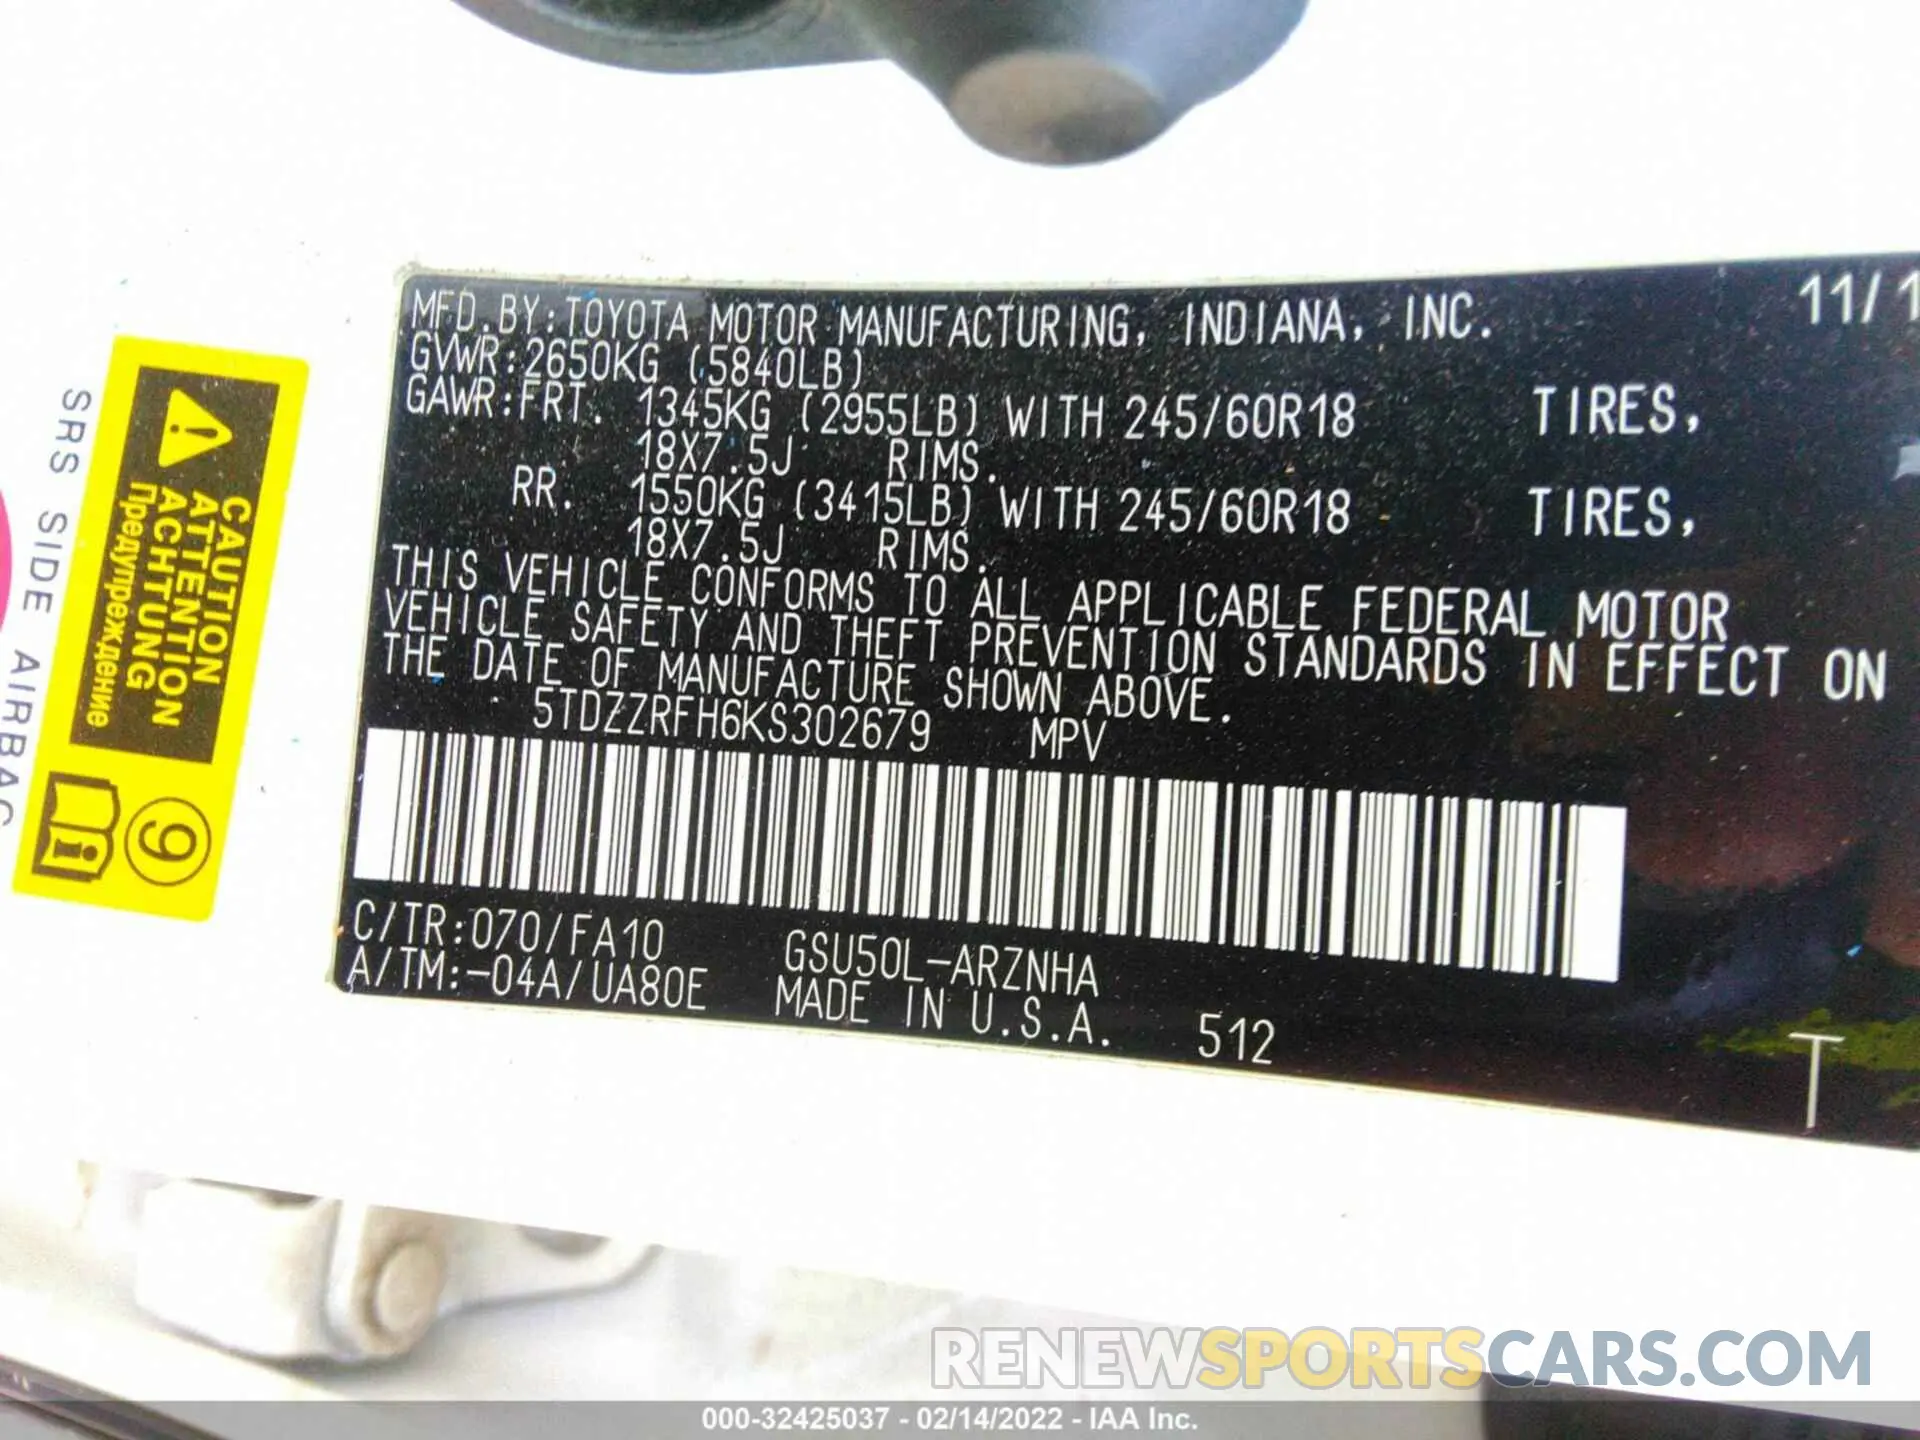 MFD.BY:TOYOTA MOTOR MANUFACTURING, INDIANA, INC. 11/1
GVWR:2650KG (5840LB)
GAWR:FRT. 1345KG (2955LB) WITH 245/60R18 TIRES,
18X7.5J RIMS.
RR. 1550KG (3415LB) WITH 245/60R18 TIRES,
18X7.5J RIMS.
THIS VEHICLE CONFORMS TO ALL APPLICABLE FEDERAL MOTOR
VEHICLE SAFETY AND THEFT PREVENTION STANDARDS IN EFFECT ON
THE DATE OF MANUFACTURE SHOWN ABOVE.
5TDZZRFH6KS302679 MPV
C/TR:070/FA10 GSU50L-ARZNHA
A/TM:-04A/UA80E MADE IN U.S.A. 512
T
SRS SIDE AIRBAG
CAUTION
ATTENTION
ACHTUNG
Предупреждение
9
i
RENEWSPORTSCARS.COM
000-32425037 - 02/14/2022 - IAA Inc.